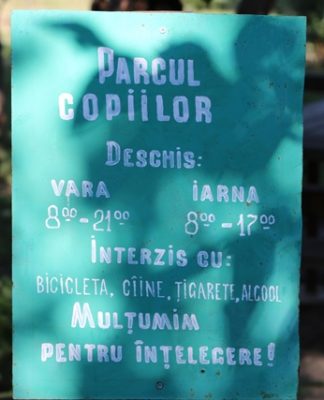 PARCUL
COPIILOR
DESCHIS:
VARA IARNA
8⁰⁰-21⁰⁰ 8⁰⁰-17⁰⁰
INTERZIS CU:
BICICLETA, CÎINE, ȚIGARETE, ALCOOL
MULȚUMIM
PENTRU ÎNȚELEGERE!